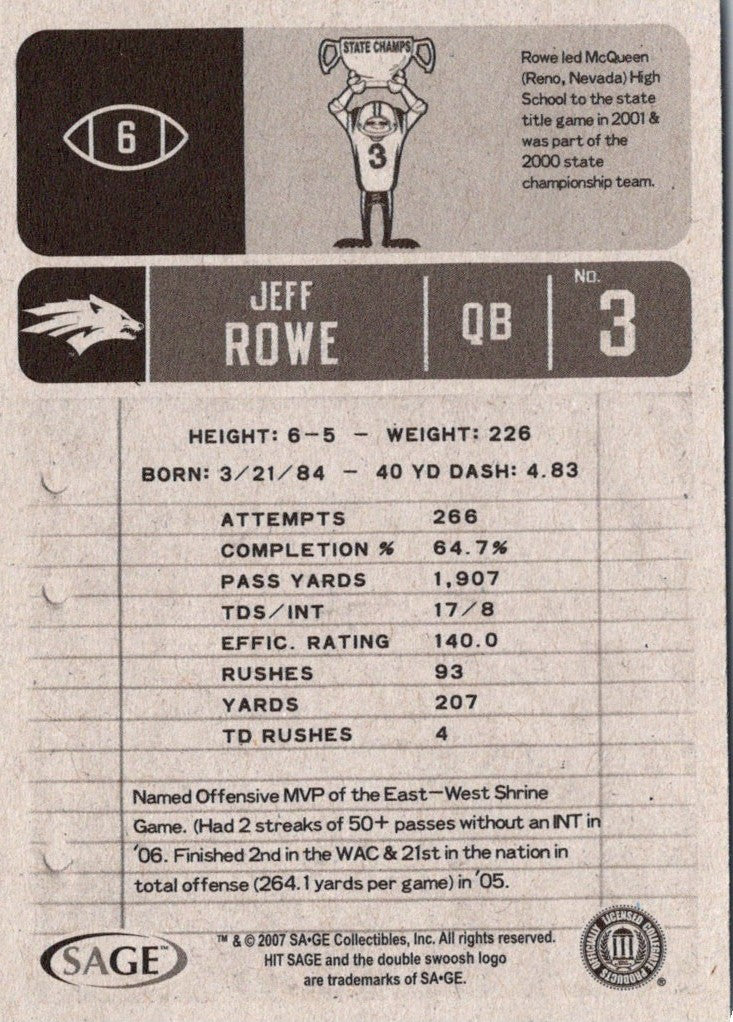 6
STATE CHAMPS
3
Rowe led McQueen
(Reno, Nevada) High
School to the state
title game in 2001 &
was part of the
2000 state
championship team.
JEFF
ROWE
QB
NO.
3
HEIGHT: 6-5 - WEIGHT: 226
BORN: 3/21/84 - 40 YD DASH: 4.83
ATTEMPTS 266
COMPLETION % 64.7%
PASS YARDS 1,907
TDS/INT 17/8
EFFIC. RATING 140.0
RUSHES 93
YARDS 207
TD RUSHES 4
Named Offensive MVP of the East-West Shrine
Game. (Had 2 streaks of 50+ passes without an INT in
'06. Finished 2nd in the WAC & 21st in the nation in
total offense (264.1 yards per game) in '05.
SAGE™
™ & © 2007 SA•GE Collectibles, Inc. All rights reserved.
HIT SAGE and the double swoosh logo
are trademarks of SA•GE.
OFFICIALLY LICENSED COLLEGIATE PRODUCTS
®